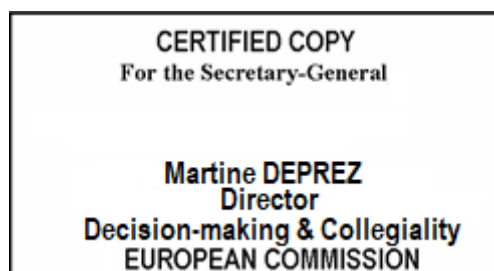 CERTIFIED COPY
For the Secretary-General
Martine DEPREZ
Director
Decision-making & Collegiality
EUROPEAN COMMISSION